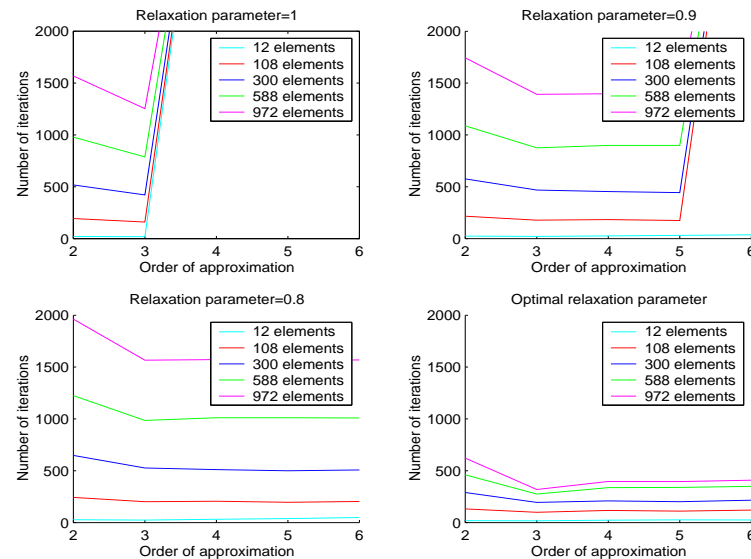 Relaxation parameter=1
2000
1500
1000
500
0
2 3 4 5 6
Number of iterations
Order of approximation
12 elements
108 elements
300 elements
588 elements
972 elements
Relaxation parameter=0.9
2000
1500
1000
500
0
2 3 4 5 6
Number of iterations
Order of approximation
12 elements
108 elements
300 elements
588 elements
972 elements
Relaxation parameter=0.8
2000
1500
1000
500
0
2 3 4 5 6
Number of iterations
Order of approximation
12 elements
108 elements
300 elements
588 elements
972 elements
Optimal relaxation parameter
2000
1500
1000
500
0
2 3 4 5 6
Number of iterations
Order of approximation
12 elements
108 elements
300 elements
588 elements
972 elements